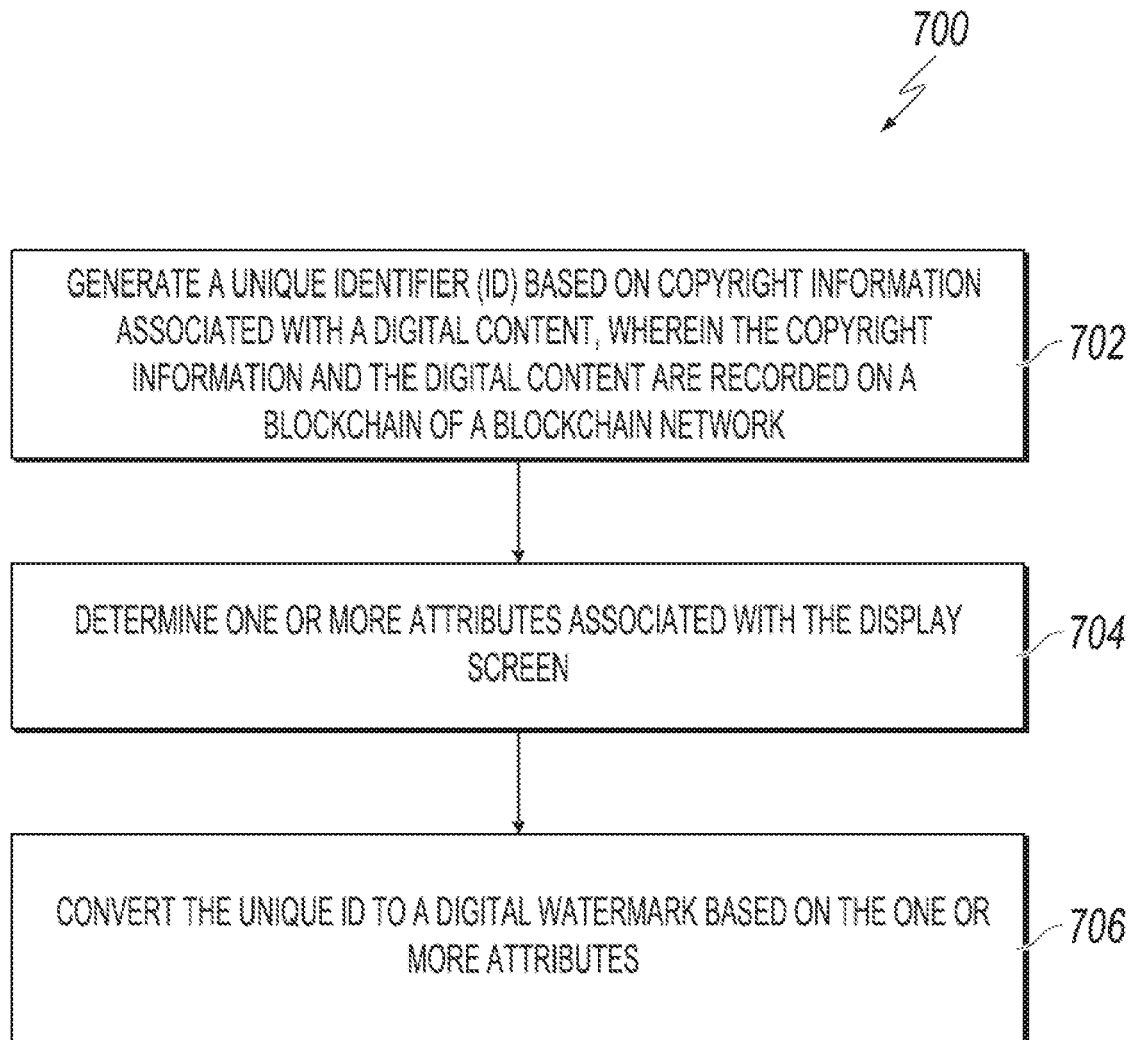 700
GENERATE A UNIQUE IDENTIFIER (ID) BASED ON COPYRIGHT INFORMATION
ASSOCIATED WITH A DIGITAL CONTENT, WHEREIN THE COPYRIGHT
INFORMATION AND THE DIGITAL CONTENT ARE RECORDED ON A
BLOCKCHAIN OF A BLOCKCHAIN NETWORK
702
DETERMINE ONE OR MORE ATTRIBUTES ASSOCIATED WITH THE DISPLAY
SCREEN
704
CONVERT THE UNIQUE ID TO A DIGITAL WATERMARK BASED ON THE ONE OR
MORE ATTRIBUTES
706